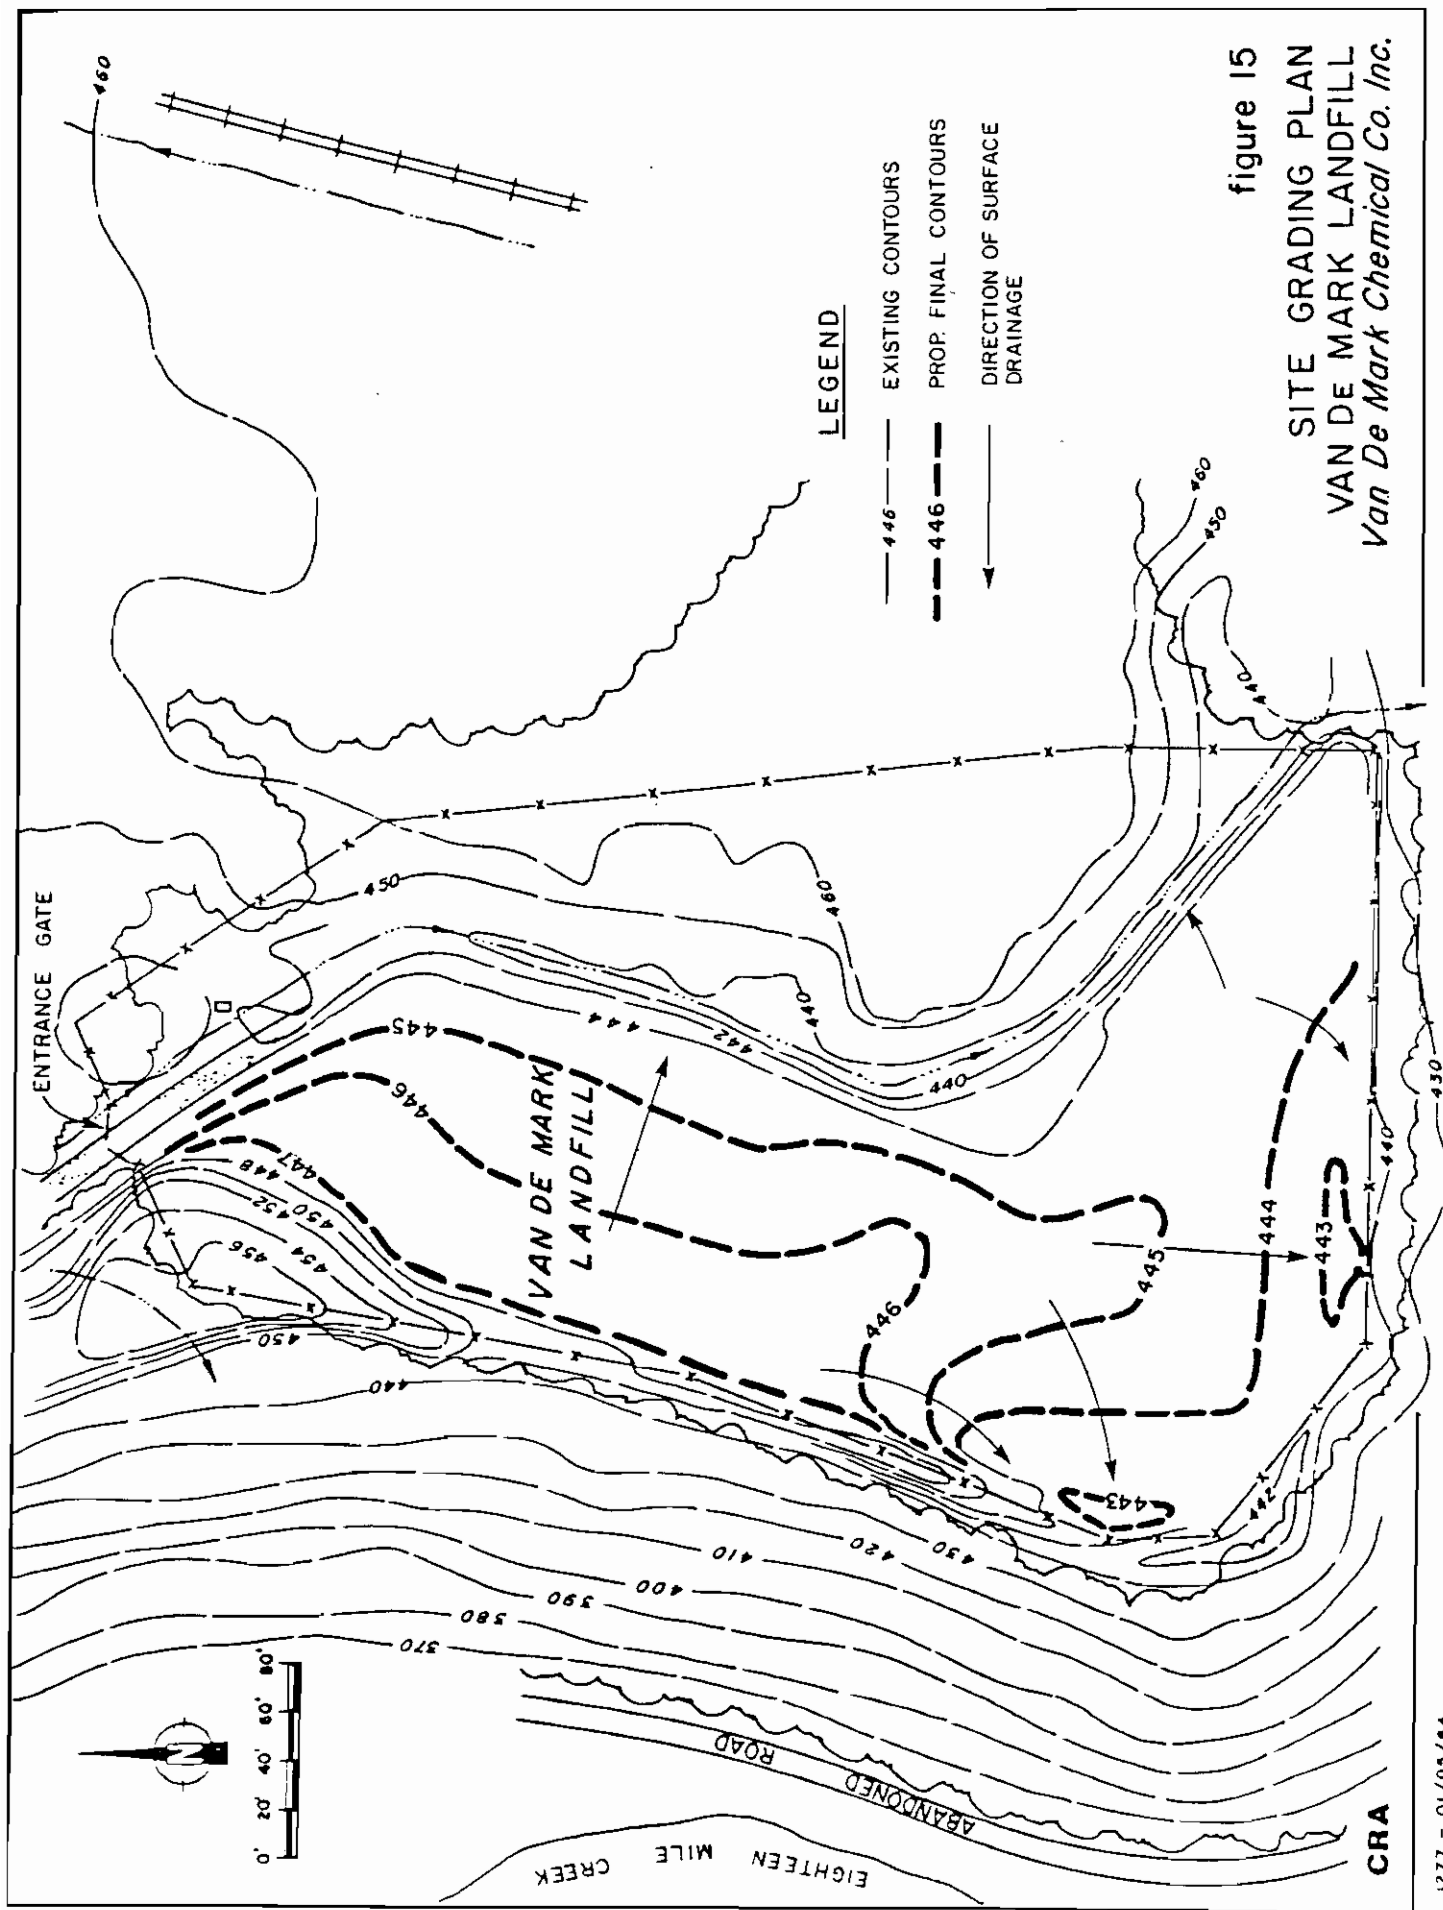 figure 15
SITE GRADING PLAN
VAN DE MARK LANDFILL
Van De Mark Chemical Co. Inc.
LEGEND
446 EXISTING CONTOURS
446 PROP. FINAL CONTOURS
DIRECTION OF SURFACE
DRAINAGE
ENTRANCE GATE
VAN DE MARK
LANDFILL
460
450
460
440
444
442
440
445
446
447
448
450
452
454
456
450
440
446
445
444
443
443
442
440
430
440
450
460
430
420
410
400
390
380
370
N
0' 20' 40' 60' 80'
ABANDONED ROAD
EIGHTEEN MILE CREEK
CRA